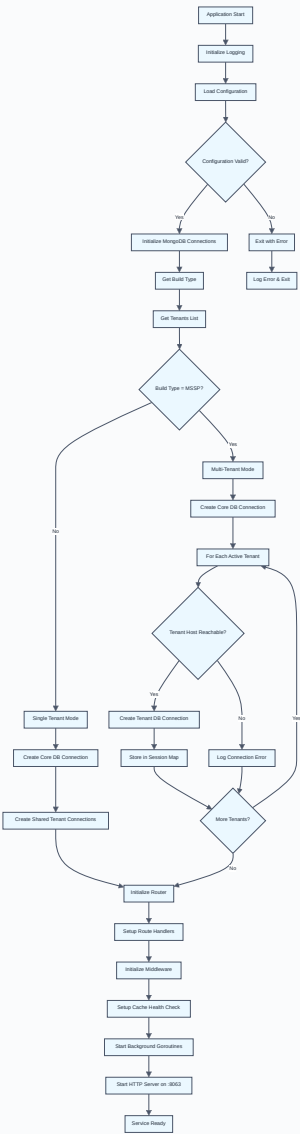 Application Start
Initialize Logging
Load Configuration
Configuration Valid?
Yes
No
Initialize MongoDB Connections
Exit with Error
Get Build Type
Log Error & Exit
Get Tenants List
Build Type = MSSP?
Yes
Multi-Tenant Mode
Create Core DB Connection
No
For Each Active Tenant
Tenant Host Reachable?
Yes
Single Tenant Mode
Create Tenant DB Connection
No
Yes
Create Core DB Connection
Store in Session Map
Log Connection Error
Create Shared Tenant Connections
More Tenants?
No
Initialize Router
Setup Route Handlers
Initialize Middleware
Setup Cache Health Check
Start Background Goroutines
Start HTTP Server on :8063
Service Ready